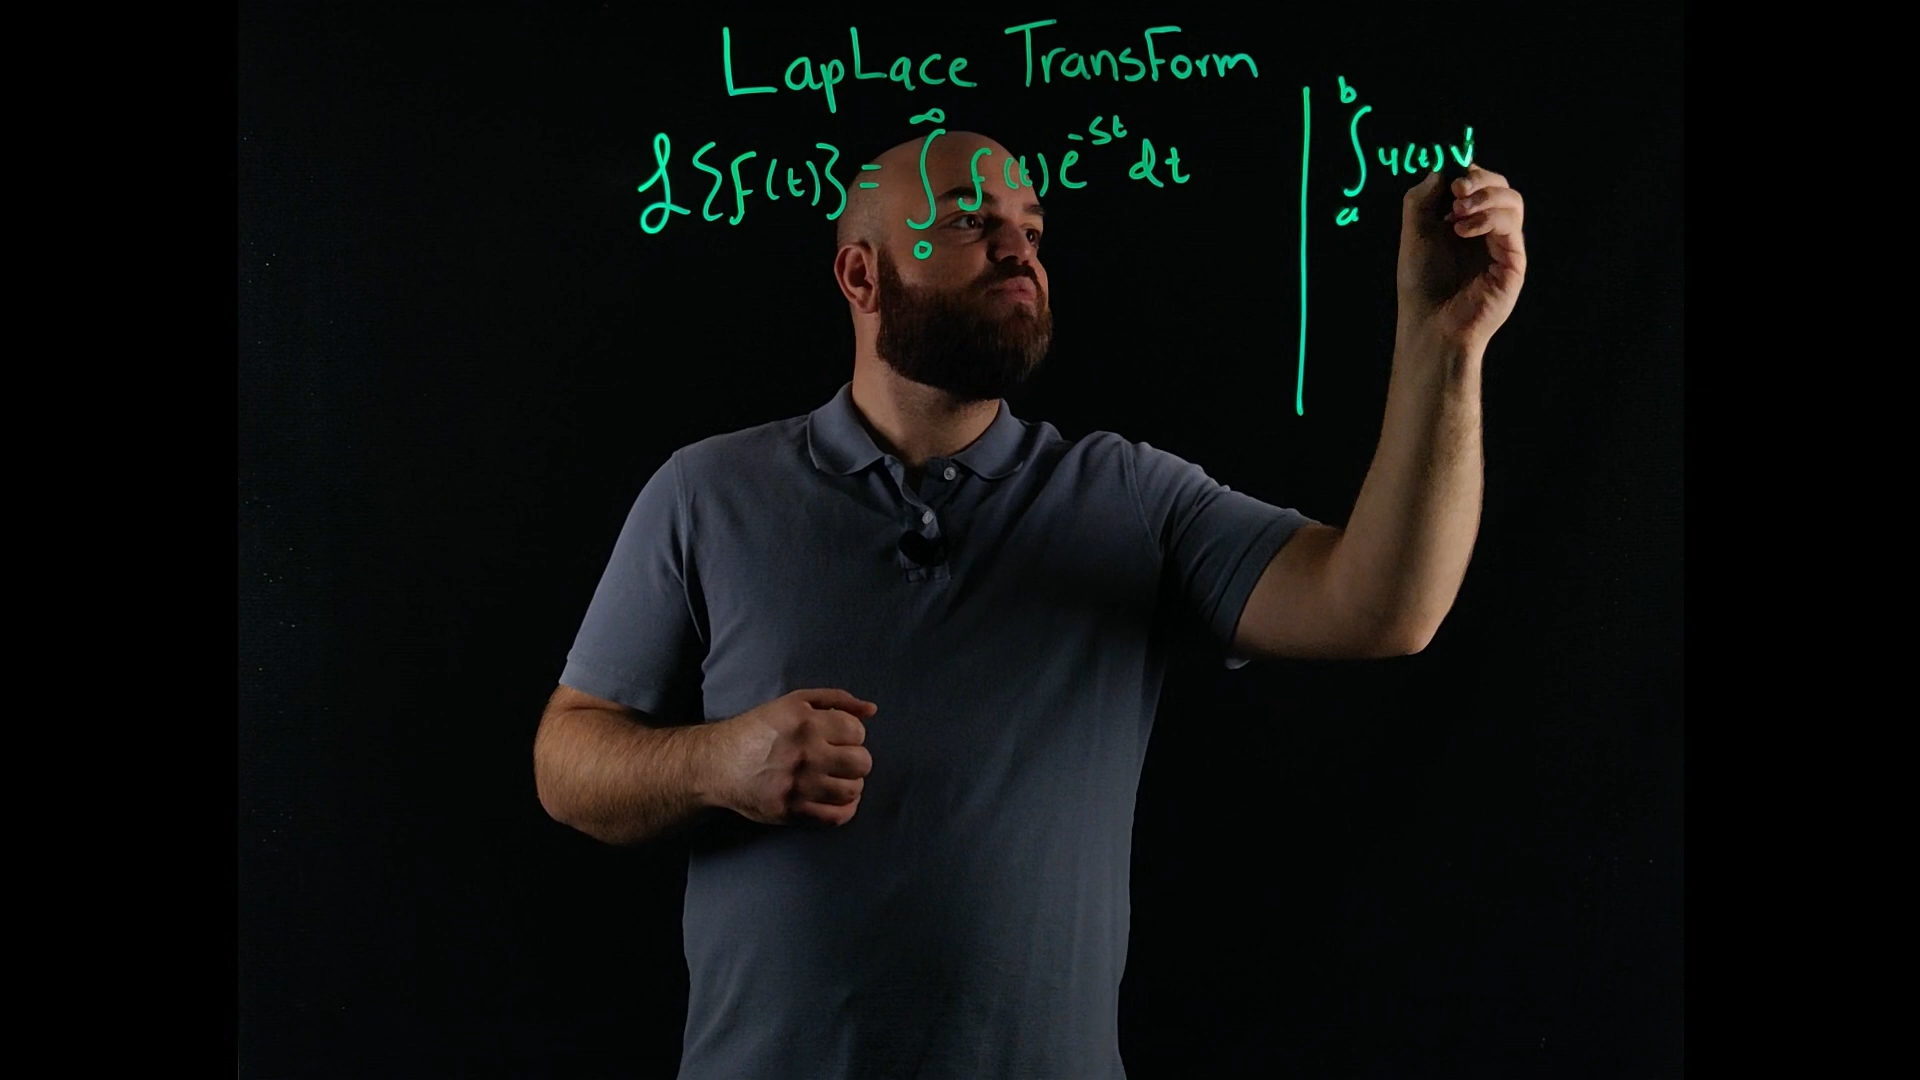 LapLace TransForm
ℒ{f(t)} = ∫₀^∞ f(t) e^-st dt
∫ₐᵇ u(t) v'